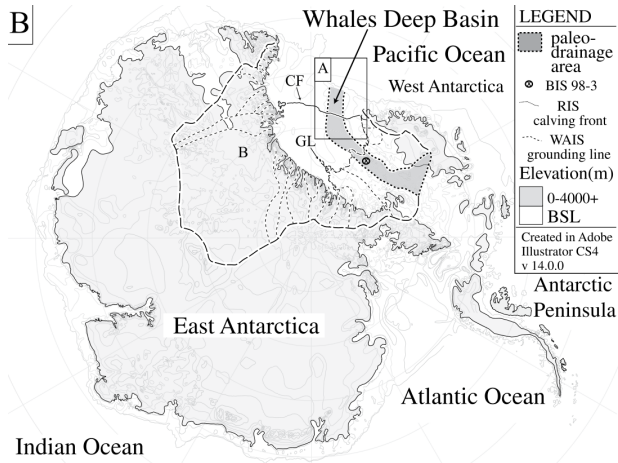 B
Whales Deep Basin
Pacific Ocean
A
West Antarctica
CF
GL
B
East Antarctica
Antarctic
Peninsula
Atlantic Ocean
Indian Ocean
LEGEND
paleo-
drainage
area
BIS 98-3
RIS
calving front
WAIS
grounding line
Elevation(m)
0-4000+
BSL
Created in Adobe
Illustrator CS4
v 14.0.0